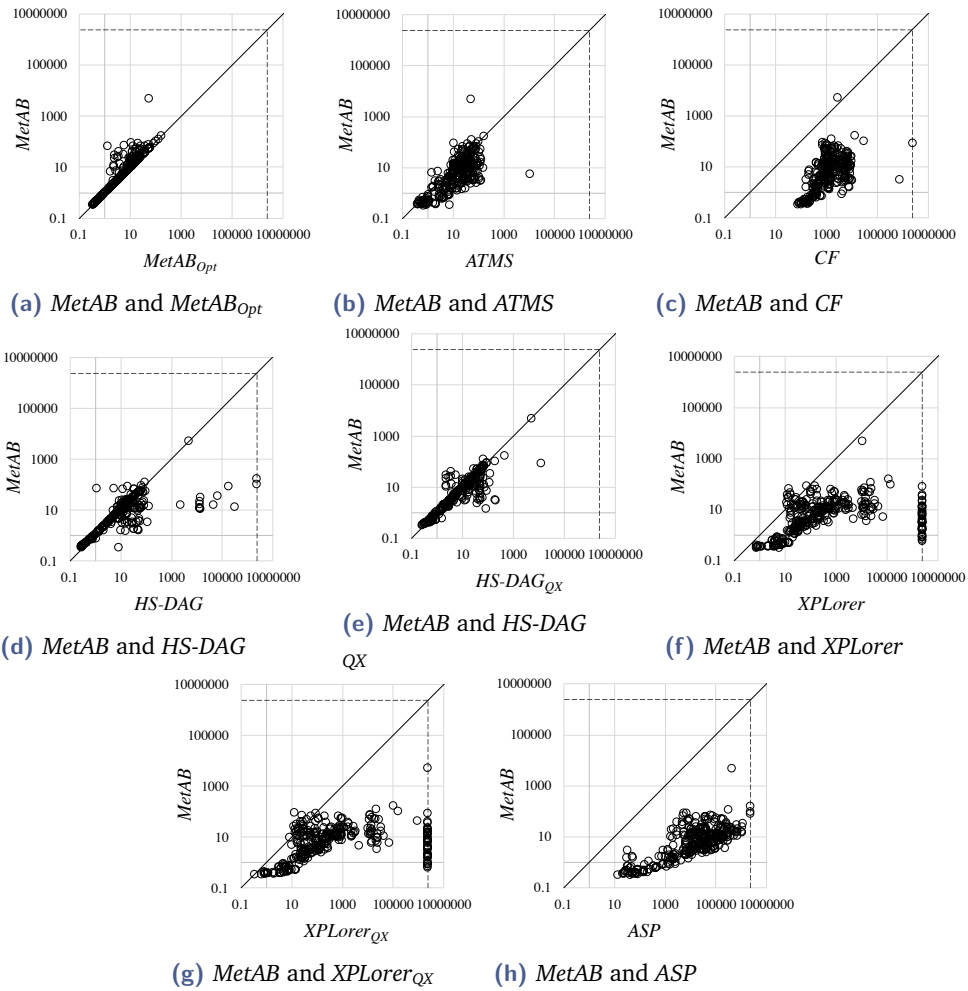 10000000
100000
1000
10
0.1
MetAB
0.1 10 1000 100000 10000000
MetAB_Opt
(a) MetAB and MetAB_Opt
10000000
100000
1000
10
0.1
MetAB
0.1 10 1000 100000 10000000
ATMS
(b) MetAB and ATMS
10000000
100000
1000
10
0.1
MetAB
0.1 10 1000 100000 10000000
CF
(c) MetAB and CF
10000000
100000
1000
10
0.1
MetAB
0.1 10 1000 100000 10000000
HS-DAG
(d) MetAB and HS-DAG
10000000
100000
1000
10
0.1
MetAB
0.1 10 1000 100000 10000000
HS-DAG_QX
(e) MetAB and HS-DAG
QX
10000000
100000
1000
10
0.1
MetAB
0.1 10 1000 100000 10000000
XPLorer
(f) MetAB and XPLorer
10000000
100000
1000
10
0.1
MetAB
0.1 10 1000 100000 10000000
XPLorer_QX
(g) MetAB and XPLorer_QX
10000000
100000
1000
10
0.1
MetAB
0.1 10 1000 100000 10000000
ASP
(h) MetAB and ASP